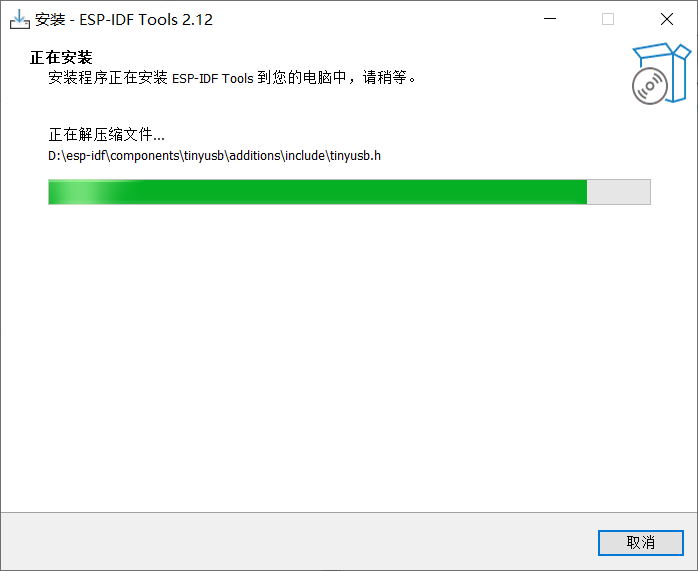 安装 - ESP-IDF Tools 2.12
正在安装
安装程序正在安装 ESP-IDF Tools 到您的电脑中，请稍等。
正在解压缩文件...
D:\esp-idf\components\tinyusb\additions\include\tinyusb.h
取消